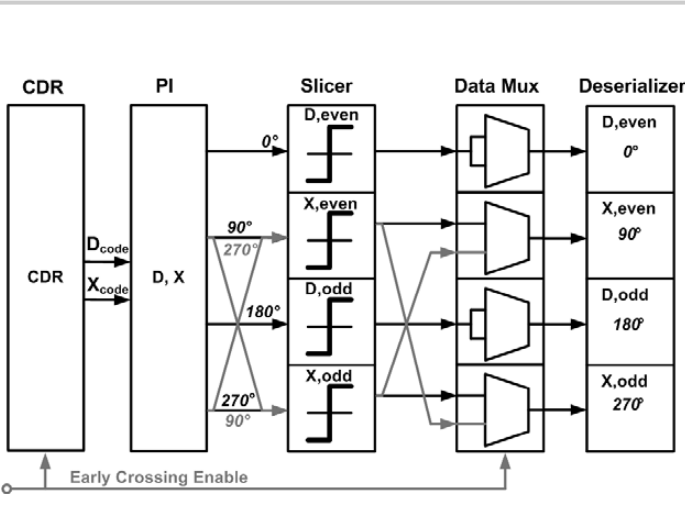 CDR
PI
Slicer
Data Mux
Deserializer
D,even
0°
D,even
0°
X,even
90°
270°
X,even
90°
Dcode
Xcode
CDR
D, X
D,odd
180°
D,odd
180°
X,odd
270°
90°
X,odd
270°
Early Crossing Enable